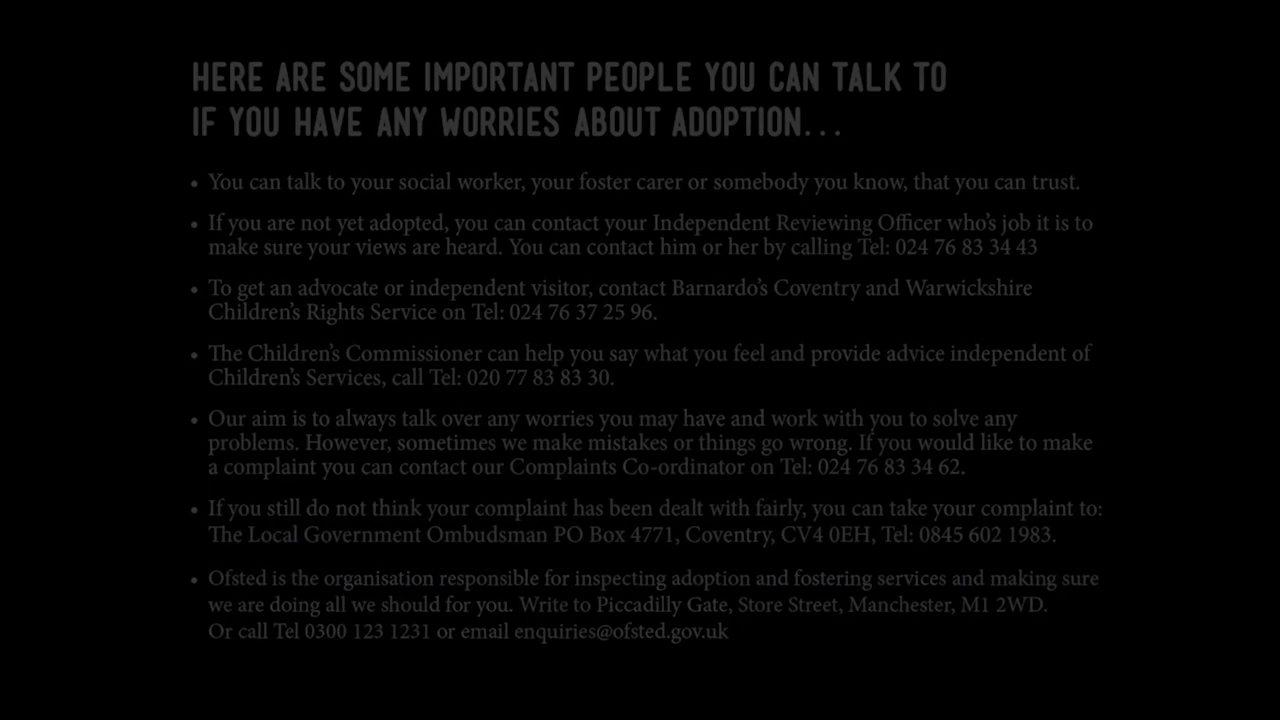 HERE ARE SOME IMPORTANT PEOPLE YOU CAN TALK TO
IF YOU HAVE ANY WORRIES ABOUT ADOPTION...
• You can talk to your social worker, your foster carer or somebody you know, that you can trust.
• If you are not yet adopted, you can contact your Independent Reviewing Officer who's job it is to
make sure your views are heard. You can contact him or her by calling Tel: 024 76 83 34 43
• To get an advocate or independent visitor, contact Barnardo's Coventry and Warwickshire
Children's Rights Service on Tel: 024 76 37 25 96.
• The Children's Commissioner can help you say what you feel and provide advice independent of
Children's Services, call Tel: 020 77 83 83 30.
• Our aim is to always talk over any worries you may have and work with you to solve any
problems. However, sometimes we make mistakes or things go wrong. If you would like to make
a complaint you can contact our Complaints Co-ordinator on Tel: 024 76 83 34 62.
• If you still do not think your complaint has been dealt with fairly, you can take your complaint to:
The Local Government Ombudsman PO Box 4771, Coventry, CV4 0EH, Tel: 0845 602 1983.
• Ofsted is the organisation responsible for inspecting adoption and fostering services and making sure
we are doing all we should for you. Write to Piccadilly Gate, Store Street, Manchester, M1 2WD.
Or call Tel 0300 123 1231 or email enquiries@ofsted.gov.uk